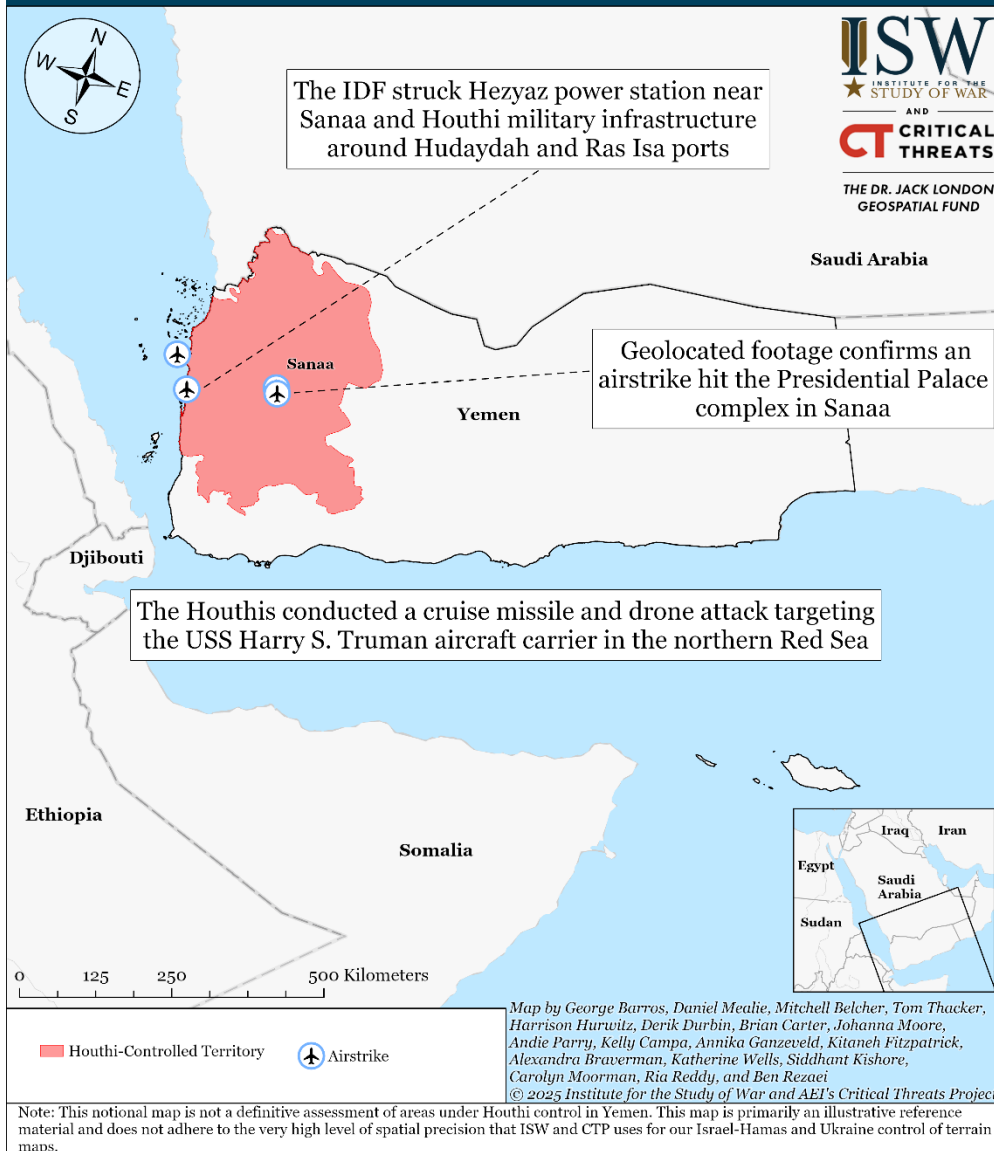 N
W
E
S
ISW
INSTITUTE FOR THE
STUDY OF WAR
AND
CT CRITICAL
THREATS
THE DR. JACK LONDON
GEOSPATIAL FUND
The IDF struck Hezyaz power station near
Sanaa and Houthi military infrastructure
around Hudaydah and Ras Isa ports
Saudi Arabia
Sanaa
Geolocated footage confirms an
airstrike hit the Presidential Palace
complex in Sanaa
Yemen
Djibouti
The Houthis conducted a cruise missile and drone attack targeting
the USS Harry S. Truman aircraft carrier in the northern Red Sea
Ethiopia
Somalia
Iraq
Iran
Egypt
Saudi
Arabia
Sudan
0 125 250 500 Kilometers
Houthi-Controlled Territory
Airstrike
Map by George Barros, Daniel Mealie, Mitchell Belcher, Tom Thacker,
Harrison Hurwitz, Derik Durbin, Brian Carter, Johanna Moore,
Andie Parry, Kelly Campa, Annika Ganzeveld, Kitaneh Fitzpatrick,
Alexandra Braverman, Katherine Wells, Siddhant Kishore,
Carolyn Moorman, Ria Reddy, and Ben Rezaei
© 2025 Institute for the Study of War and AEI's Critical Threats Project
Note: This notional map is not a definitive assessment of areas under Houthi control in Yemen. This map is primarily an illustrative reference
material and does not adhere to the very high level of spatial precision that ISW and CTP uses for our Israel-Hamas and Ukraine control of terrain
maps.